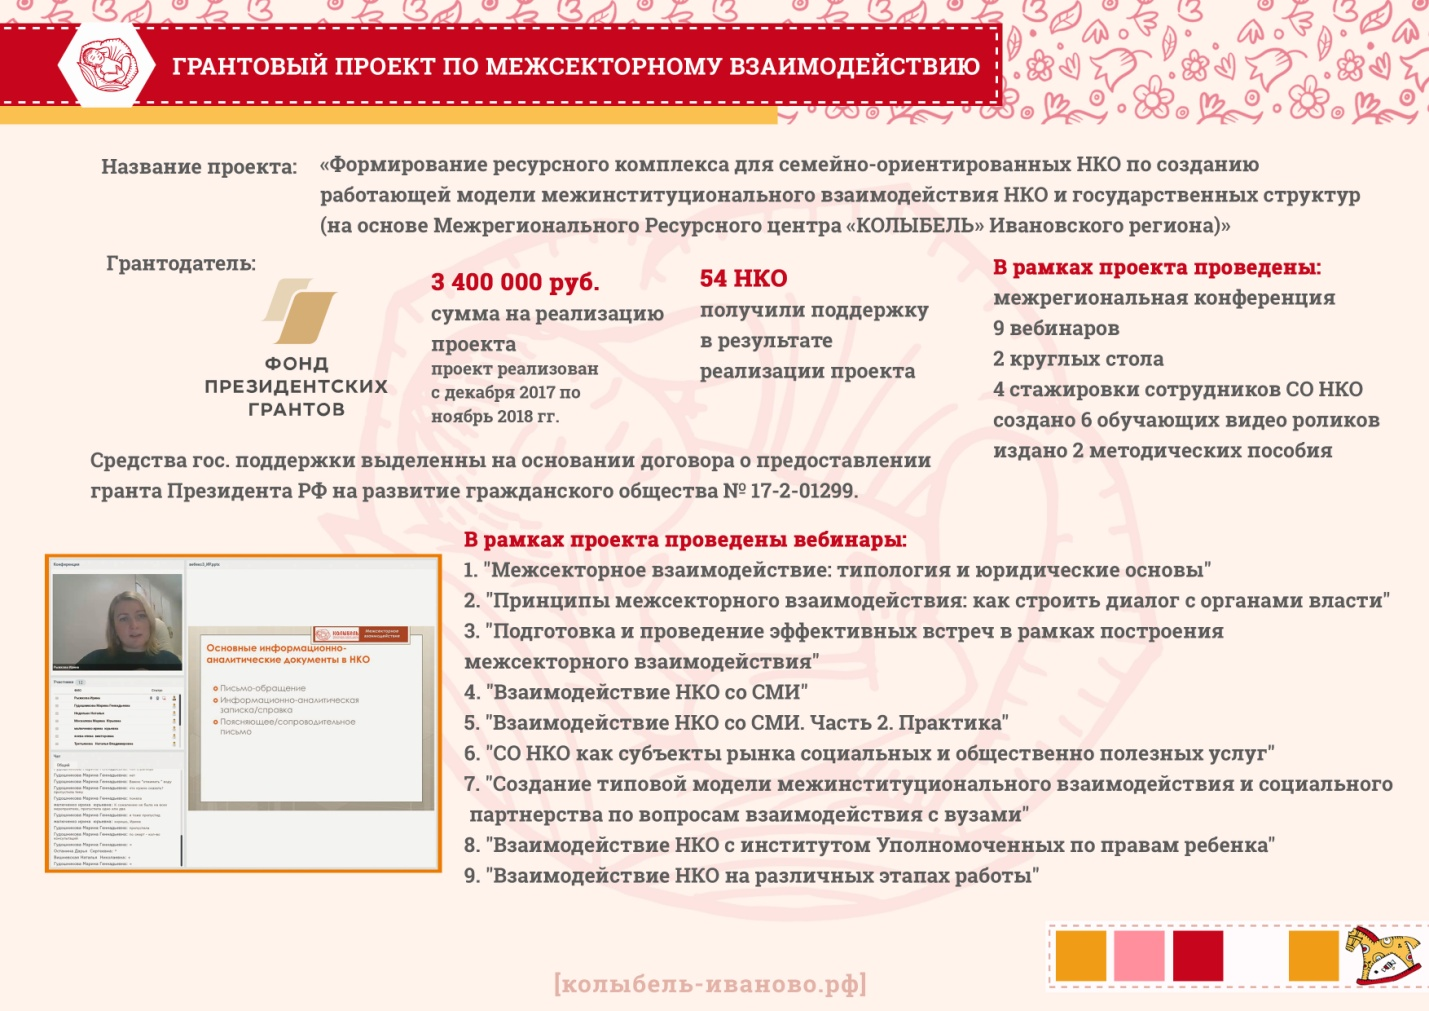 ГРАНТОВЫЙ ПРОЕКТ ПО МЕЖСЕКТОРНОМУ ВЗАИМОДЕЙСТВИЮ
Название проекта:
«Формирование ресурсного комплекса для семейно-ориентированных НКО по созданию
работающей модели межинституционального взаимодействия НКО и государственных структур
(на основе Межрегионального Ресурсного центра «КОЛЫБЕЛЬ» Ивановского региона)»
Грантодатель:
ФОНД
ПРЕЗИДЕНТСКИХ
ГРАНТОВ
3 400 000 руб.
сумма на реализацию
проекта
проект реализован
с декабря 2017 по
ноябрь 2018 гг.
54 НКО
получили поддержку
в результате
реализации проекта
В рамках проекта проведены:
межрегиональная конференция
9 вебинаров
2 круглых стола
4 стажировки сотрудников СО НКО
создано 6 обучающих видео роликов
издано 2 методических пособия
Средства гос. поддержки выделенны на основании договора о предоставлении
гранта Президента РФ на развитие гражданского общества № 17-2-01299.
Конференция
КОЛЫБЕЛЬ
Межсекторное
взаимодействие
Основные информационно-
аналитические документы в НКО
Письмо-обращение
Информационно-аналитическая
записка/справка
Поясняющее/сопроводительное
письмо
В рамках проекта проведены вебинары:
1. "Межсекторное взаимодействие: типология и юридические основы"
2. "Принципы межсекторного взаимодействия: как строить диалог с органами власти"
3. "Подготовка и проведение эффективных встреч в рамках построения
межсекторного взаимодействия"
4. "Взаимодействие НКО со СМИ"
5. "Взаимодействие НКО со СМИ. Часть 2. Практика"
6. "СО НКО как субъекты рынка социальных и общественно полезных услуг"
7. "Создание типовой модели межинституционального взаимодействия и социального
партнерства по вопросам взаимодействия с вузами"
8. "Взаимодействие НКО с институтом Уполномоченных по правам ребенка"
9. "Взаимодействие НКО на различных этапах работы"
[колыбель-иваново.рф]